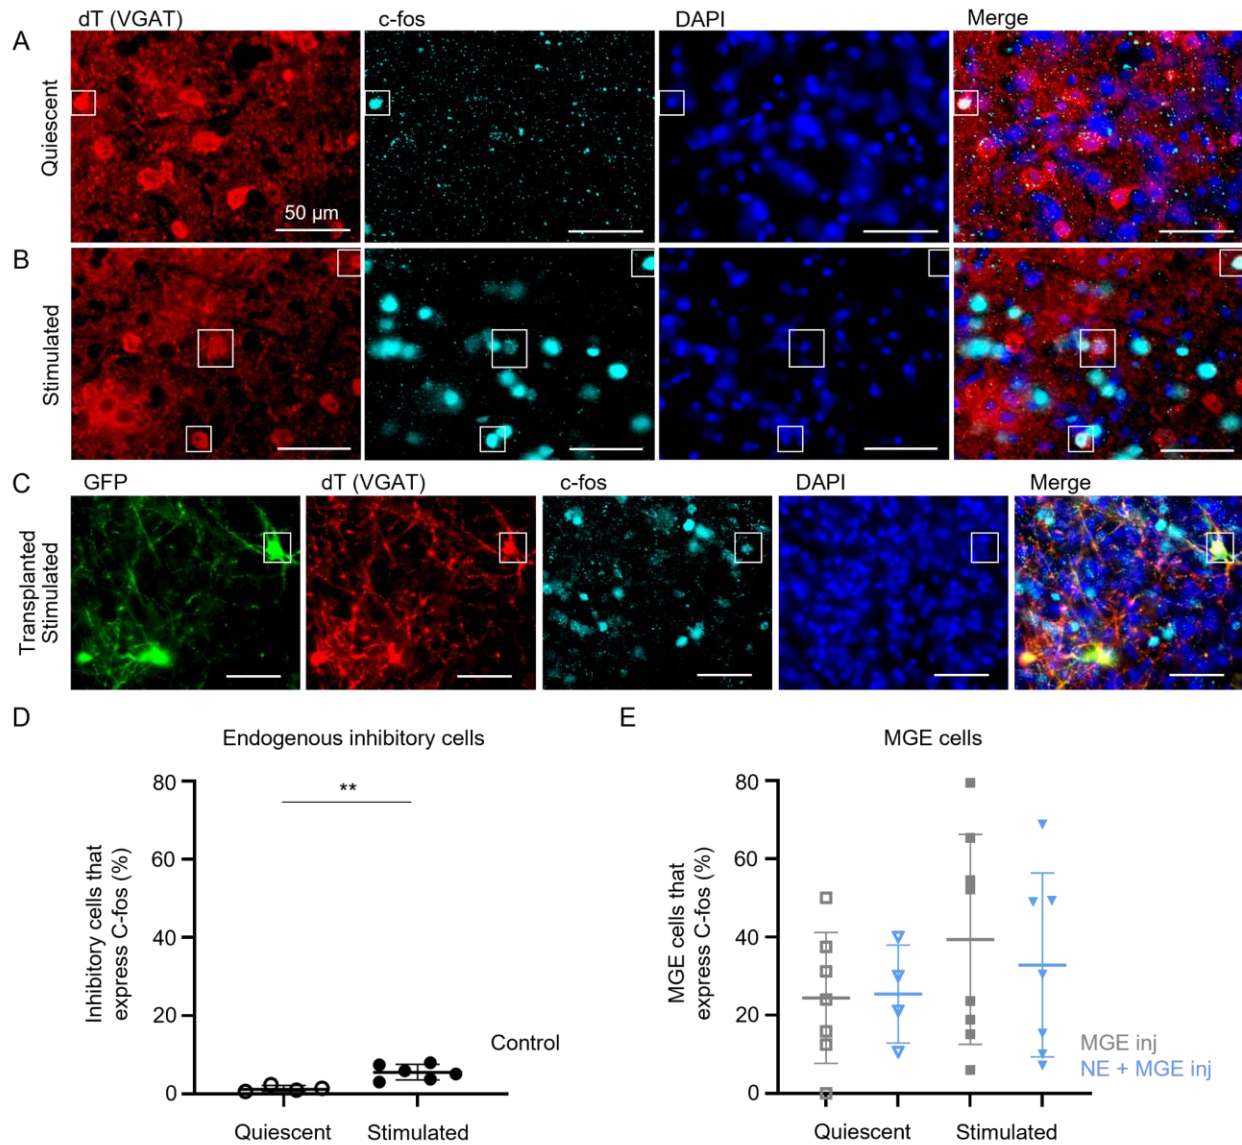 dT (VGAT) c-fos DAPI Merge
A
Quiescent
50 µm
B
Stimulated
C
GFP dT (VGAT) c-fos DAPI Merge
Transplanted
Stimulated
D
Endogenous inhibitory cells
**
Inhibitory cells that
express C-fos (%)
80
60
40
20
0
Control
Quiescent Stimulated
E
MGE cells
MGE cells that
express C-fos (%)
80
60
40
20
0
MGE inj
NE + MGE inj
Quiescent Stimulated